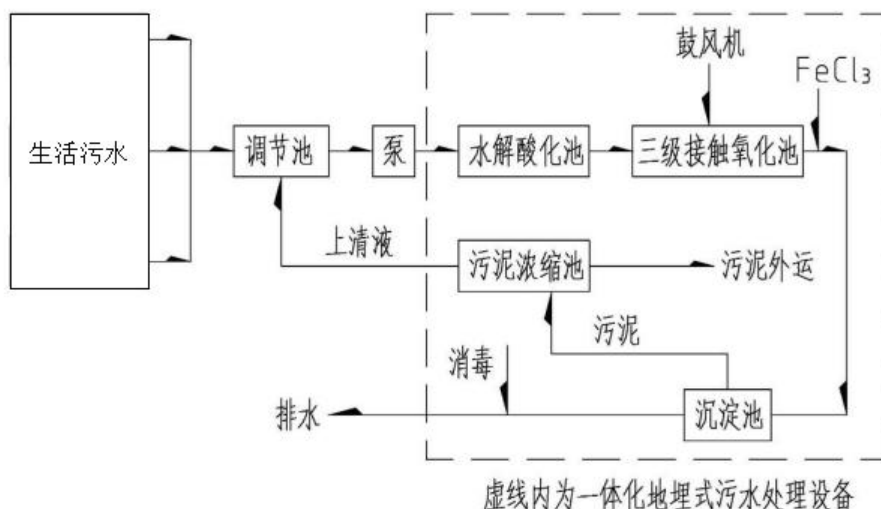 鼓风机
FeCl₃
生活污水
调节池
泵
水解酸化池
三级接触氧化池
上清液
污泥浓缩池
污泥外运
污泥
消毒
排水
沉淀池
虚线内为一体化地埋式污水处理设备